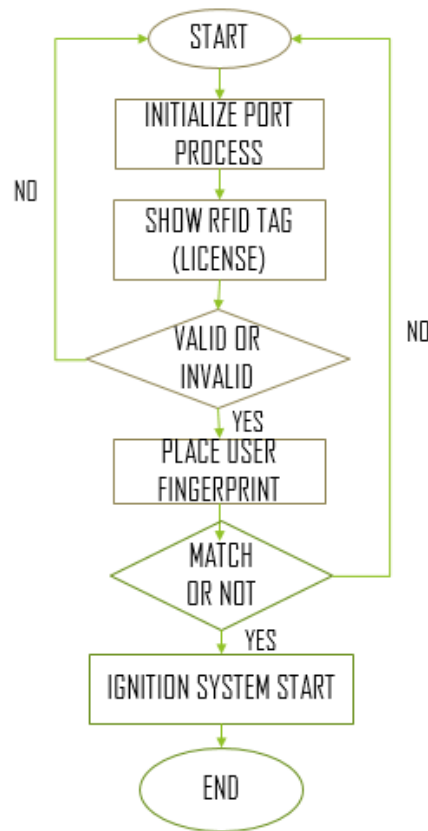 START
INITIALIZE PORT
PROCESS
NO
SHOW RFID TAG
(LICENSE)
NO
VALID OR
INVALID
YES
PLACE USER
FINGERPRINT
MATCH
OR NOT
YES
IGNITION SYSTEM START
END